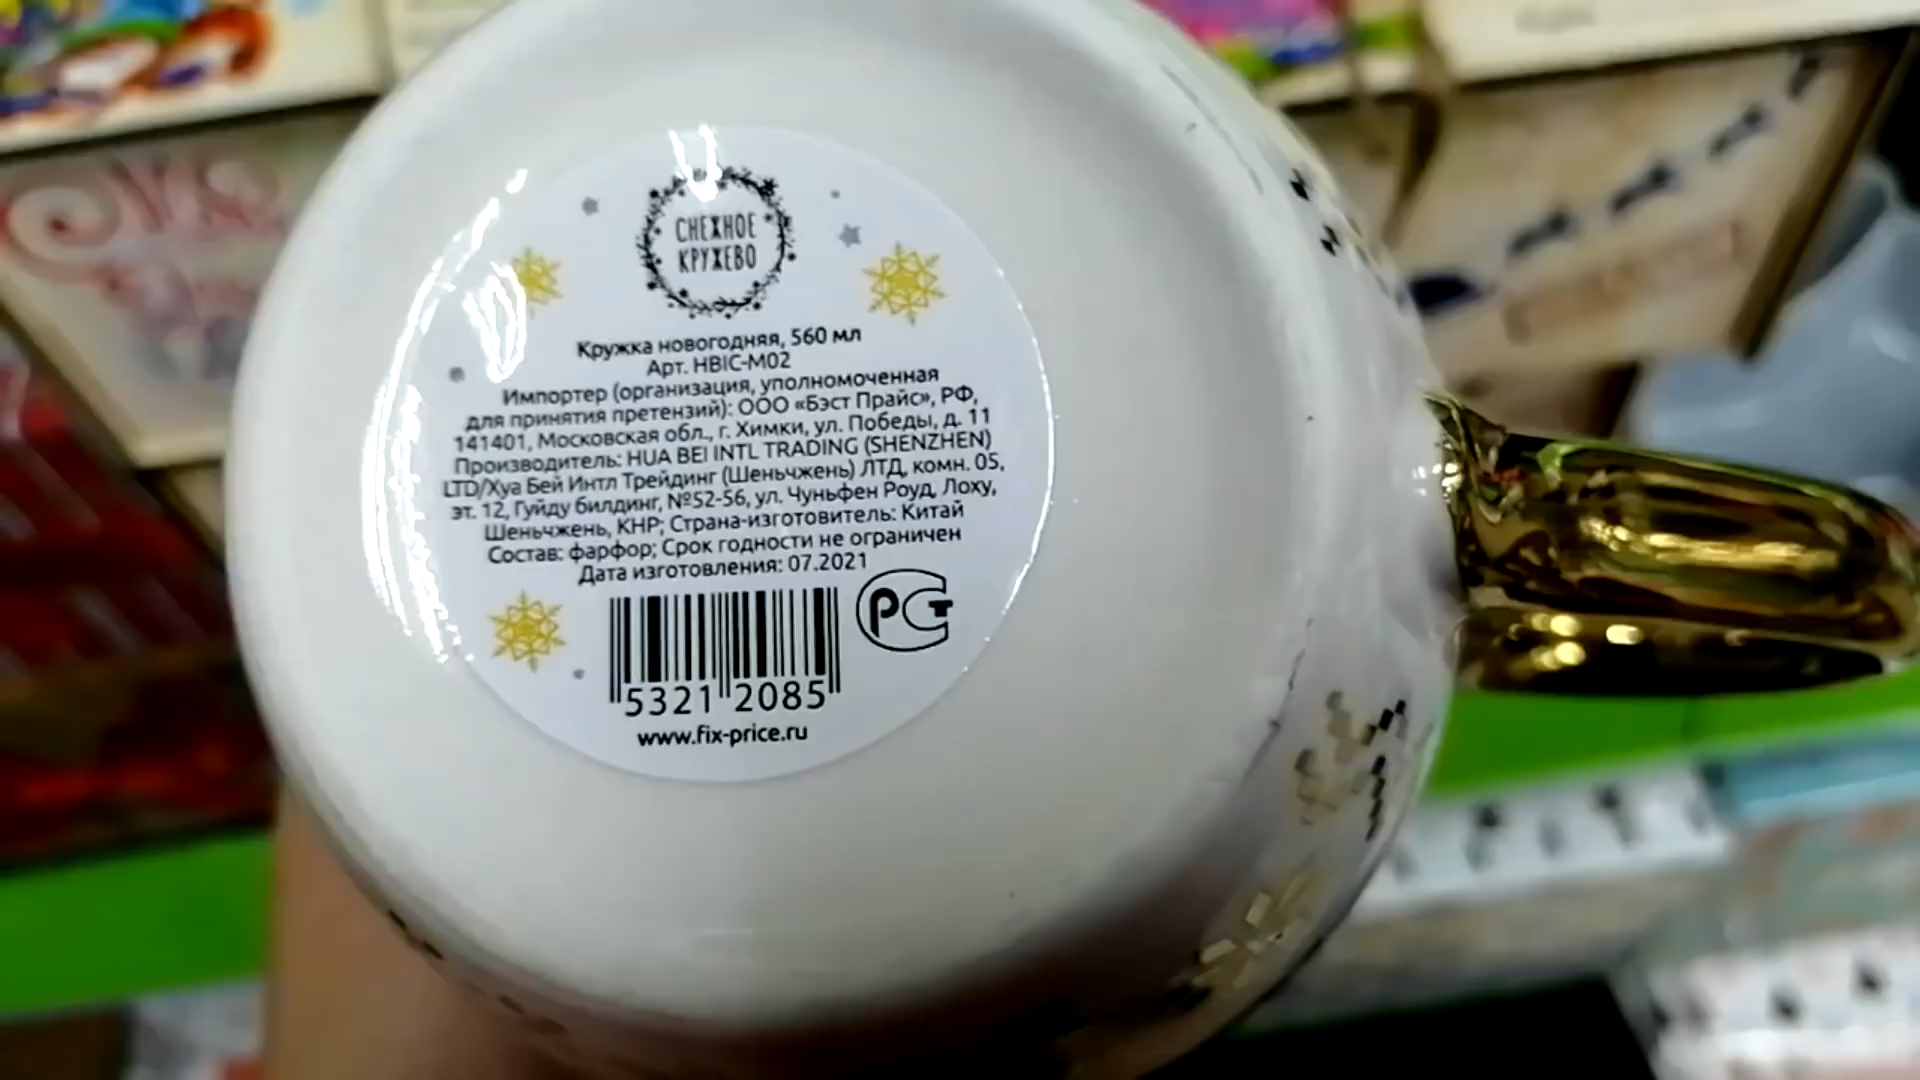 СНЕЖНОЕ
КРУЖЕВО
Кружка новогодняя, 560 мл
Арт. HBIC-M02
Импортер (организация, уполномоченная
для принятия претензий): ООО «Бэст Прайс», РФ,
141401, Московская обл., г. Химки, ул. Победы, д. 11
Производитель: HUA BEI INTL TRADING (SHENZHEN)
LTD/Хуа Бей Интл Трейдинг (Шеньчжень) ЛТД, комн. 05,
эт. 12, Гуйду билдинг, №52-56, ул. Чуньфен Роуд, Лоху,
Шеньчжень, КНР; Страна-изготовитель: Китай
Состав: фарфор; Срок годности не ограничен
Дата изготовления: 07.2021
РСТ
5321 2085
www.fix-price.ru